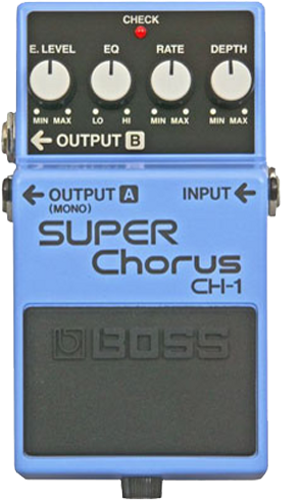 CHECK
E. LEVEL EQ RATE DEPTH
MIN MAX LO HI MIN MAX MIN MAX
OUTPUT B
OUTPUT A INPUT
(MONO)
SUPER
Chorus
CH-1
BOSS